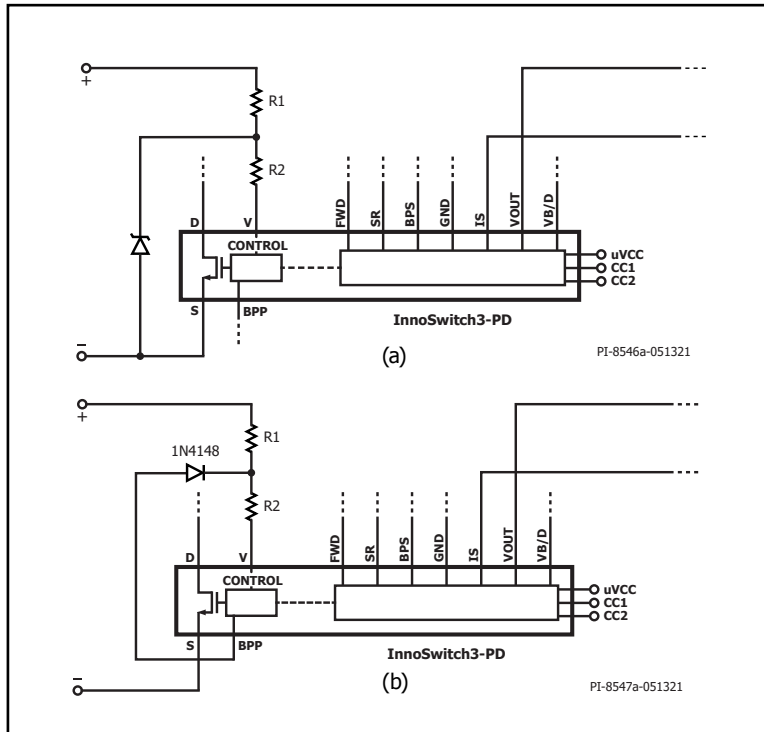 +
R1
R2
D
V
FWD
SR
BPS
GND
IS
VOUT
VB/D
CONTROL
uVCC
CC1
CC2
S
BPP
InnoSwitch3-PD
−
(a)
PI-8546a-051321
+
R1
1N4148
R2
D
V
FWD
SR
BPS
GND
IS
VOUT
VB/D
CONTROL
uVCC
CC1
CC2
S
BPP
InnoSwitch3-PD
−
(b)
PI-8547a-051321